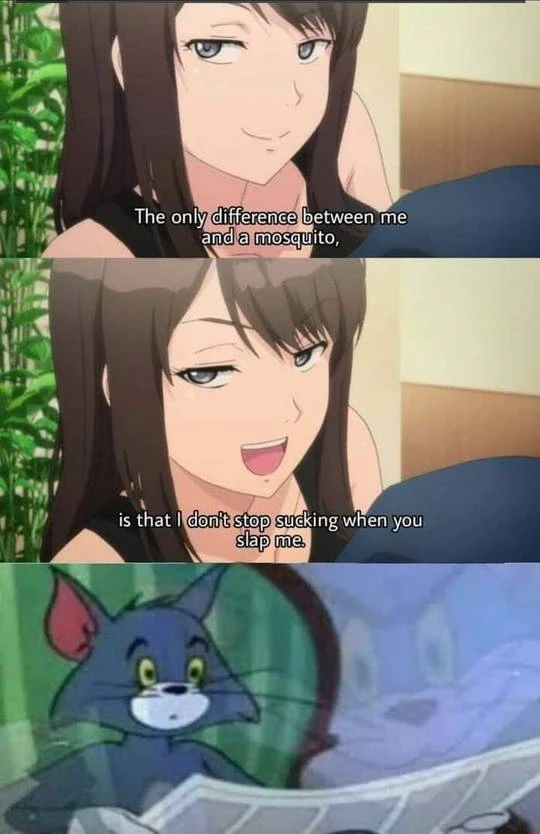 The only difference between me
and a mosquito,
is that I don't stop sucking when you
slap me.